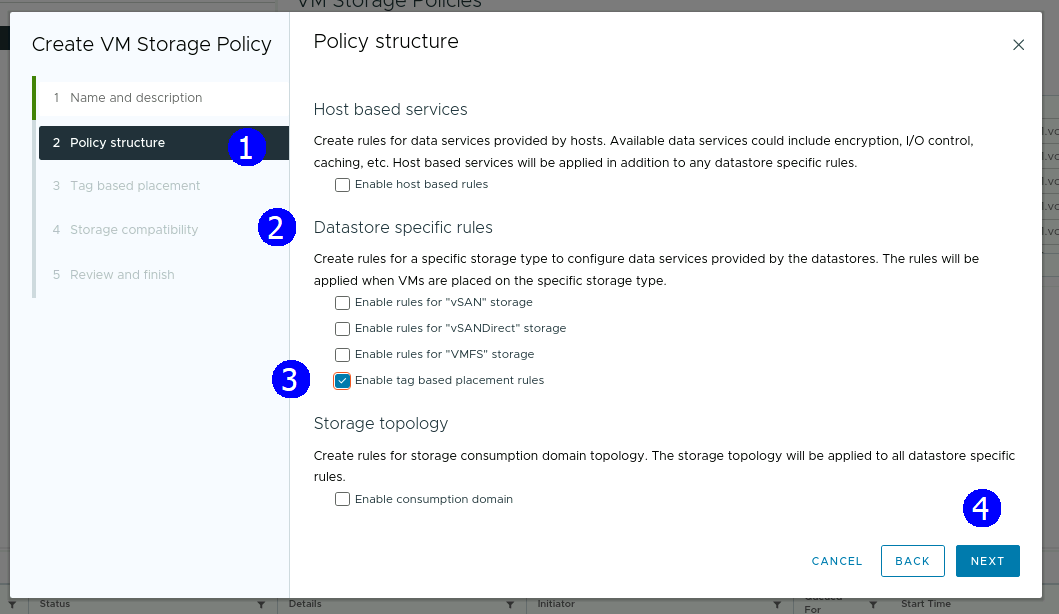 VM Storage Policies
Create VM Storage Policy
1 Name and description
2 Policy structure
1
3 Tag based placement
4 Storage compatibility
5 Review and finish
Policy structure
Host based services
Create rules for data services provided by hosts. Available data services could include encryption, I/O control,
caching, etc. Host based services will be applied in addition to any datastore specific rules.
Enable host based rules
2
Datastore specific rules
Create rules for a specific storage type to configure data services provided by the datastores. The rules will be
applied when VMs are placed on the specific storage type.
Enable rules for "vSAN" storage
Enable rules for "vSANDirect" storage
Enable rules for "VMFS" storage
3
Enable tag based placement rules
Storage topology
Create rules for storage consumption domain topology. The storage topology will be applied to all datastore specific
rules.
Enable consumption domain
4
CANCEL
BACK
NEXT
Status
Details
Initiator
Queued
For
Start Time